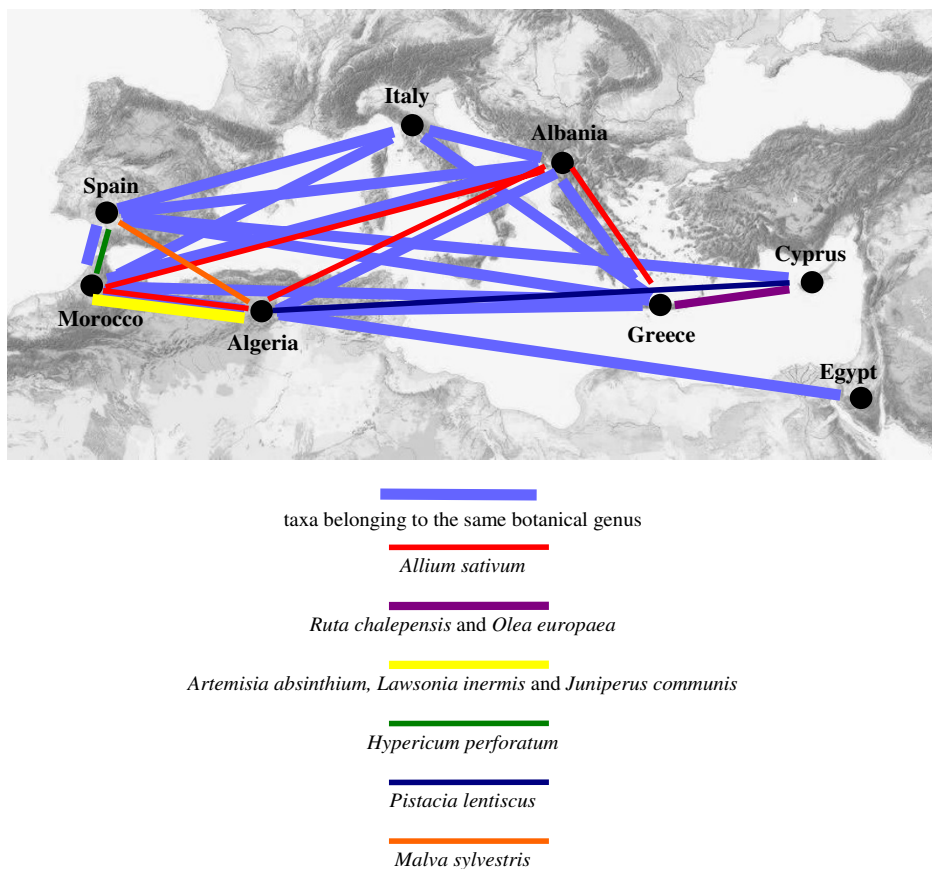 Italy
Albania
Spain
Cyprus
Morocco
Algeria
Greece
Egypt
taxa belonging to the same botanical genus
Allium sativum
Ruta chalepensis and Olea europaea
Artemisia absinthium, Lawsonia inermis and Juniperus communis
Hypericum perforatum
Pistacia lentiscus
Malva sylvestris